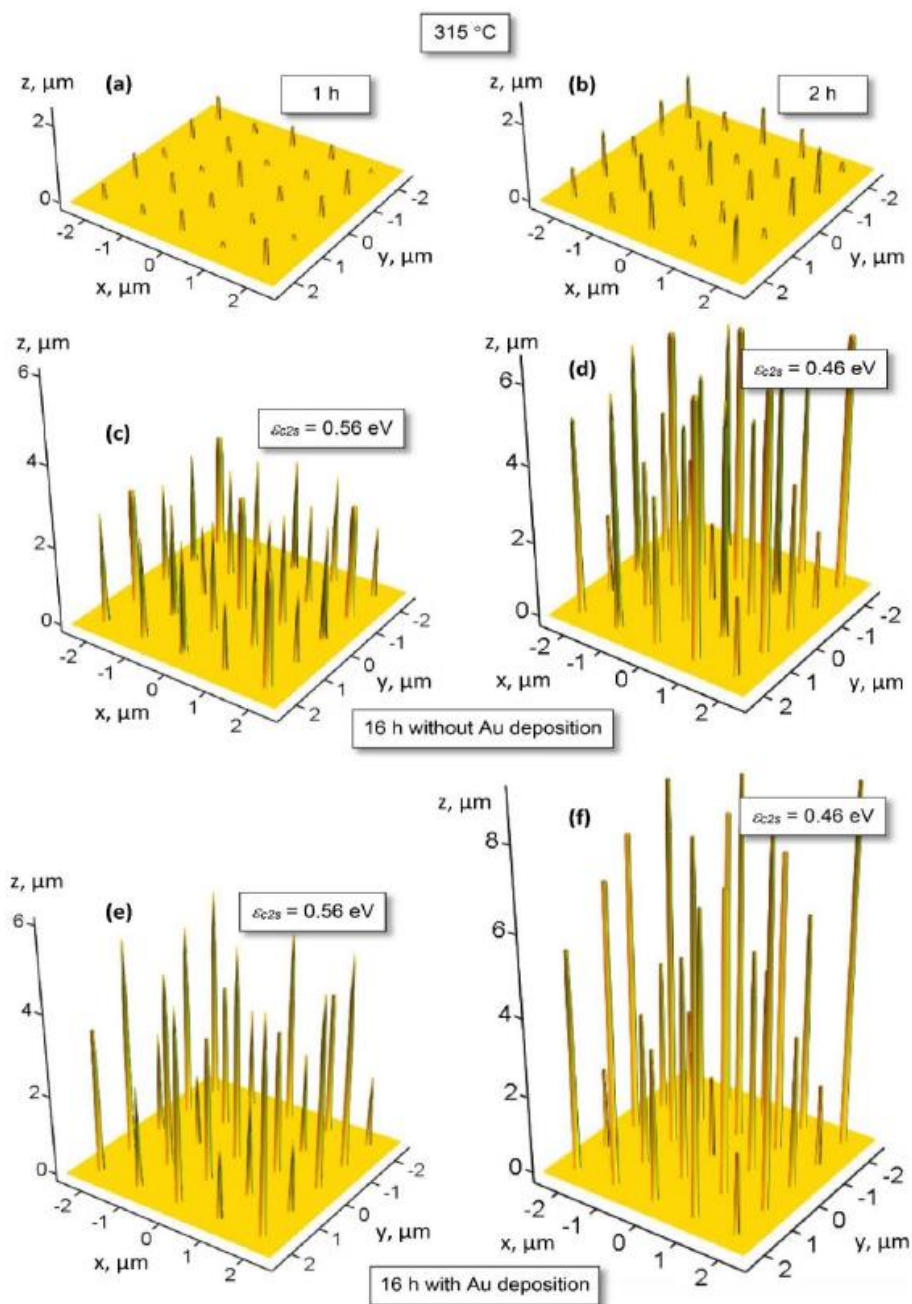 315 °C
z, μm
(a)
1 h
2
0
-2
-1
0
1
2
x, μm
-2
-1
0
1
2
y, μm
z, μm
(b)
2 h
2
0
-2
-1
0
1
2
x, μm
-2
-1
0
1
2
y, μm
z, μm
6
4
2
0
(c)
εc2s = 0.56 eV
-2
-1
0
1
2
x, μm
-2
-1
0
1
2
y, μm
z, μm
6
4
2
0
(d)
εc2s = 0.46 eV
-2
-1
0
1
2
x, μm
-2
-1
0
1
2
y, μm
16 h without Au deposition
z, μm
6
4
2
0
(e)
εc2s = 0.56 eV
-2
-1
0
1
2
x, μm
-2
-1
0
1
2
y, μm
z, μm
8
6
4
2
0
(f)
εc2s = 0.46 eV
-2
-1
0
1
2
x, μm
-2
-1
0
1
2
y, μm
16 h with Au deposition